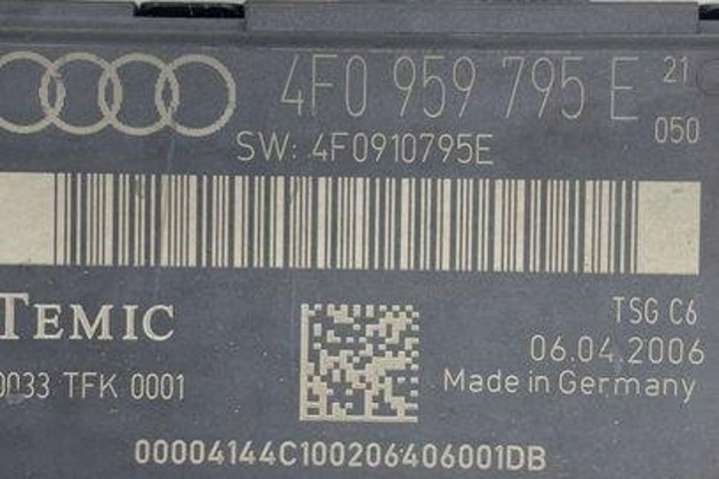 4F0 959 795 E 21
050
SW: 4F0910795E
TEMIC
TSG C6
06.04.2006
0033 TFK 0001
Made in Germany
00004144C100206406001DB